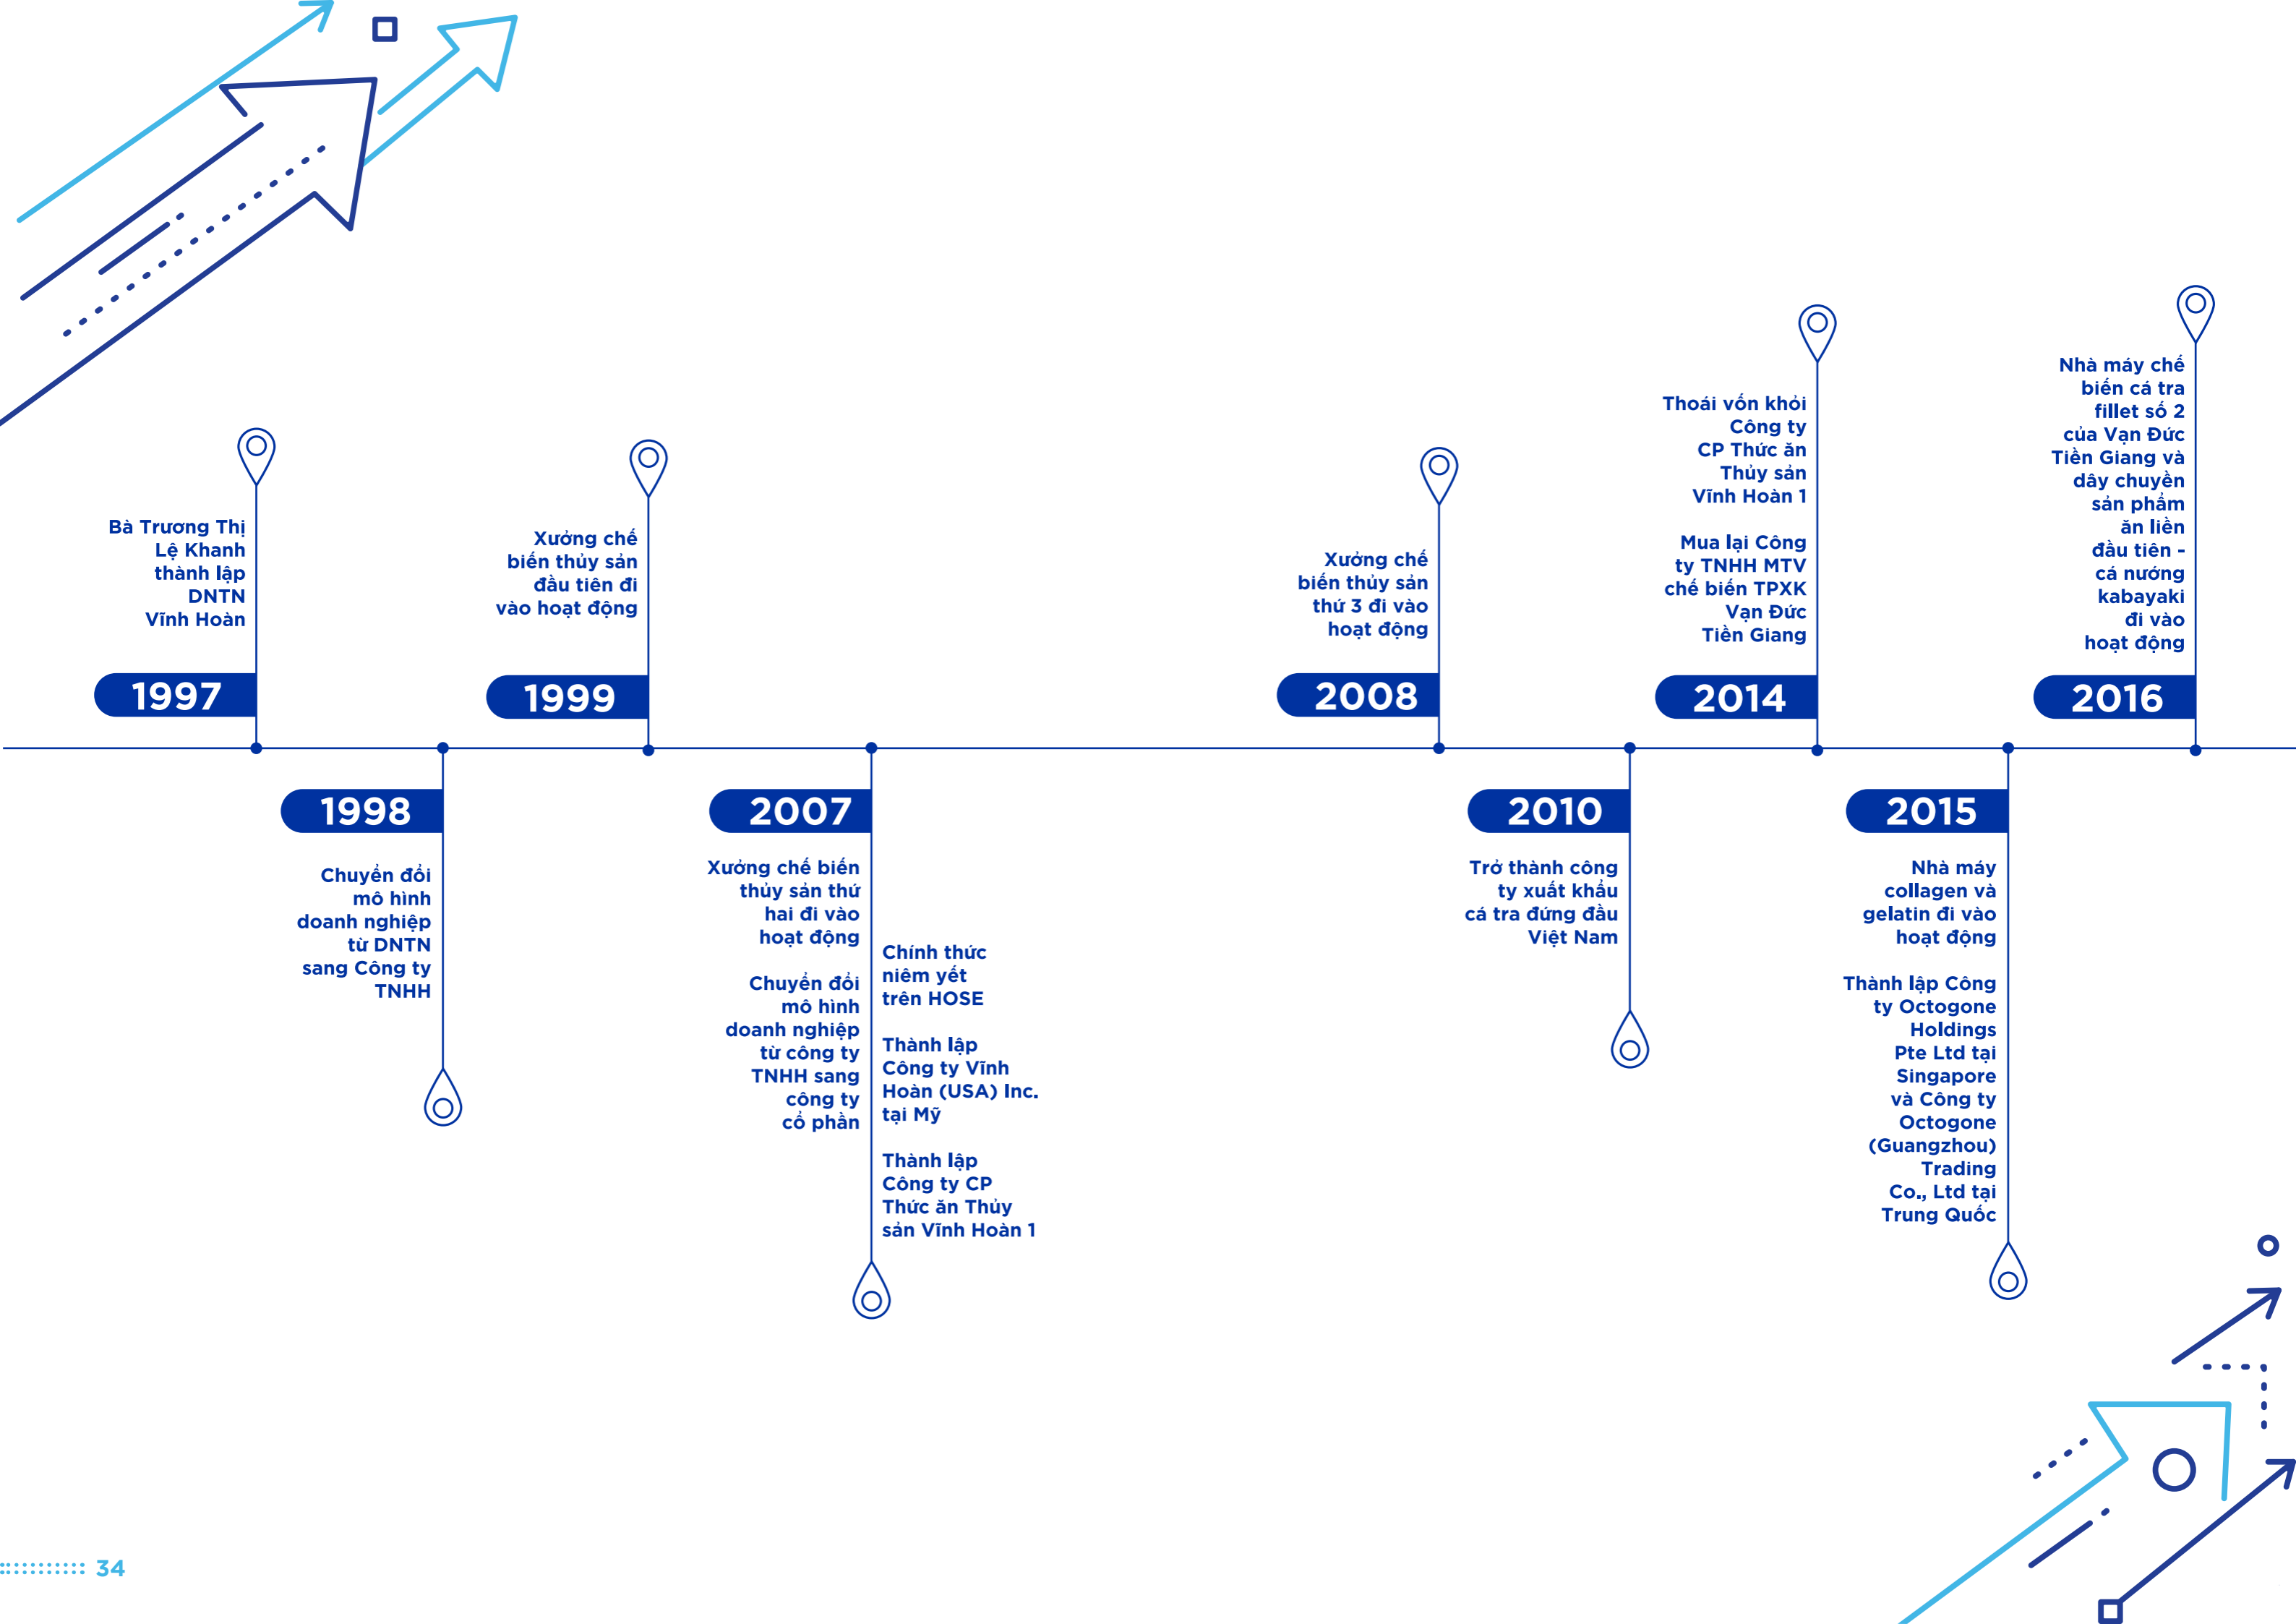 Bà Trương Thị
Lệ Khanh
thành lập
DNTN
Vĩnh Hoàn
1997
1998
Chuyển đổi
mô hình
doanh nghiệp
từ DNTN
sang Công ty
TNHH
Xưởng chế
biến thủy sản
đầu tiên đi
vào hoạt động
1999
2007
Xưởng chế biến
thủy sản thứ
hai đi vào
hoạt động
Chuyển đổi
mô hình
doanh nghiệp
từ công ty
TNHH sang
công ty
cổ phần
Chính thức
niêm yết
trên HOSE
Thành lập
Công ty Vĩnh
Hoàn (USA) Inc.
tại Mỹ
Thành lập
Công ty CP
Thức ăn Thủy
sản Vĩnh Hoàn 1
Xưởng chế
biến thủy sản
thứ 3 đi vào
hoạt động
2008
2010
Trở thành công
ty xuất khẩu
cá tra đứng đầu
Việt Nam
Thoái vốn khỏi
Công ty
CP Thức ăn
Thủy sản
Vĩnh Hoàn 1
Mua lại Công
ty TNHH MTV
chế biến TPXK
Vạn Đức
Tiền Giang
2014
2015
Nhà máy
collagen và
gelatin đi vào
hoạt động
Thành lập Công
ty Octogone
Holdings
Pte Ltd tại
Singapore
và Công ty
Octogone
(Guangzhou)
Trading
Co., Ltd tại
Trung Quốc
Nhà máy chế
biến cá tra
fillet số 2
của Vạn Đức
Tiền Giang và
dây chuyền
sản phẩm
ăn liền
đầu tiên -
cá nướng
kabayaki
đi vào
hoạt động
2016
34